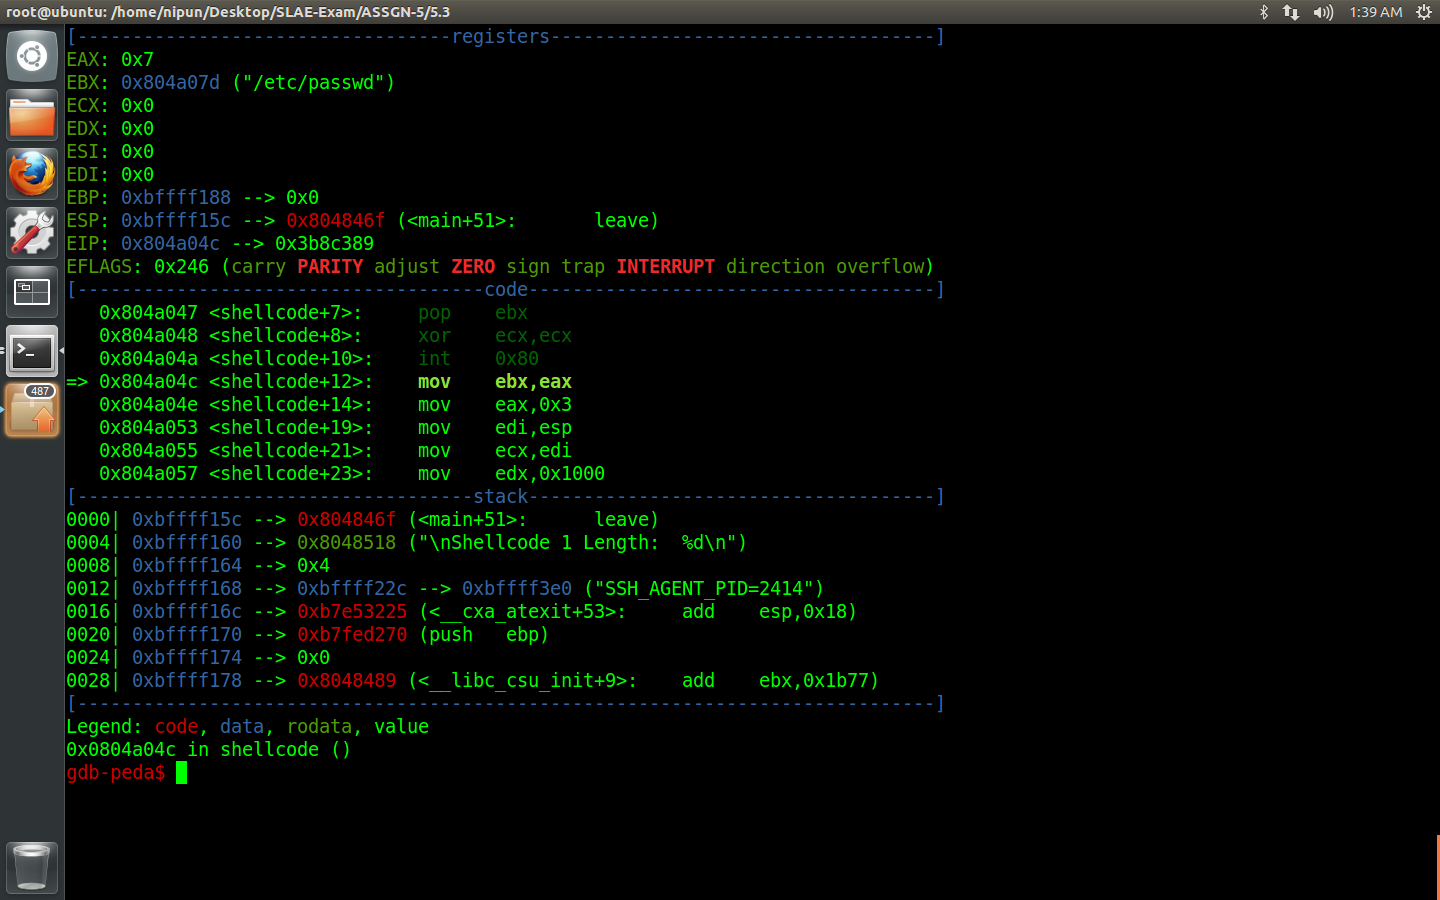 root@ubuntu: /home/nipun/Desktop/SLAE-Exam/ASSGN-5/5.3 1:39 AM
[----------------------------------registers-----------------------------------]
EAX: 0x7
EBX: 0x804a07d ("/etc/passwd")
ECX: 0x0
EDX: 0x0
ESI: 0x0
EDI: 0x0
EBP: 0xbffff188 --> 0x0
ESP: 0xbffff15c --> 0x804846f (<main+51>:	leave)
EIP: 0x804a04c --> 0x3b8c389
EFLAGS: 0x246 (carry PARITY adjust ZERO sign trap INTERRUPT direction overflow)
[-------------------------------------code-------------------------------------]
   0x804a047 <shellcode+7>:	pop    ebx
   0x804a048 <shellcode+8>:	xor    ecx,ecx
   0x804a04a <shellcode+10>:	int    0x80
=> 0x804a04c <shellcode+12>:	mov    ebx,eax
   0x804a04e <shellcode+14>:	mov    eax,0x3
   0x804a053 <shellcode+19>:	mov    edi,esp
   0x804a055 <shellcode+21>:	mov    ecx,edi
   0x804a057 <shellcode+23>:	mov    edx,0x1000
[------------------------------------stack-------------------------------------]
0000| 0xbffff15c --> 0x804846f (<main+51>:	leave)
0004| 0xbffff160 --> 0x8048518 ("\nShellcode 1 Length:  %d\n")
0008| 0xbffff164 --> 0x4
0012| 0xbffff168 --> 0xbffff22c --> 0xbffff3e0 ("SSH_AGENT_PID=2414")
0016| 0xbffff16c --> 0xb7e53225 (<__cxa_atexit+53>:	add    esp,0x18)
0020| 0xbffff170 --> 0xb7fed270 (push   ebp)
0024| 0xbffff174 --> 0x0
0028| 0xbffff178 --> 0x8048489 (<__libc_csu_init+9>:	add    ebx,0x1b77)
[------------------------------------------------------------------------------]
Legend: code, data, rodata, value
0x0804a04c in shellcode ()
gdb-peda$
487